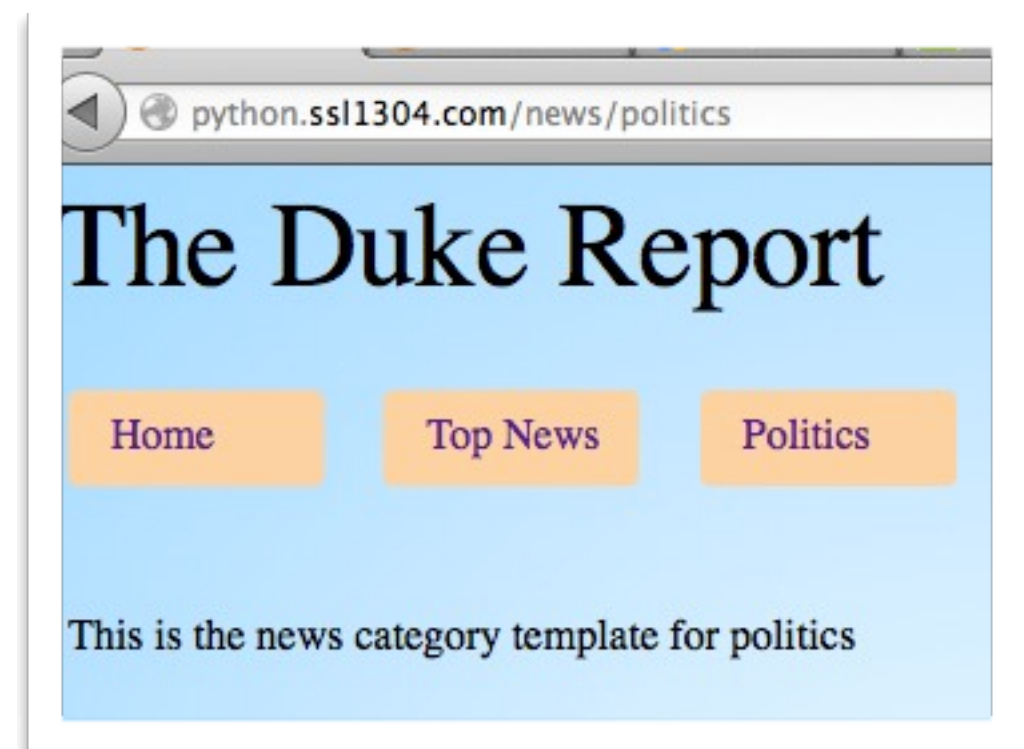 python.ssl1304.com/news/politics
The Duke Report
Home Top News Politics
This is the news category template for politics